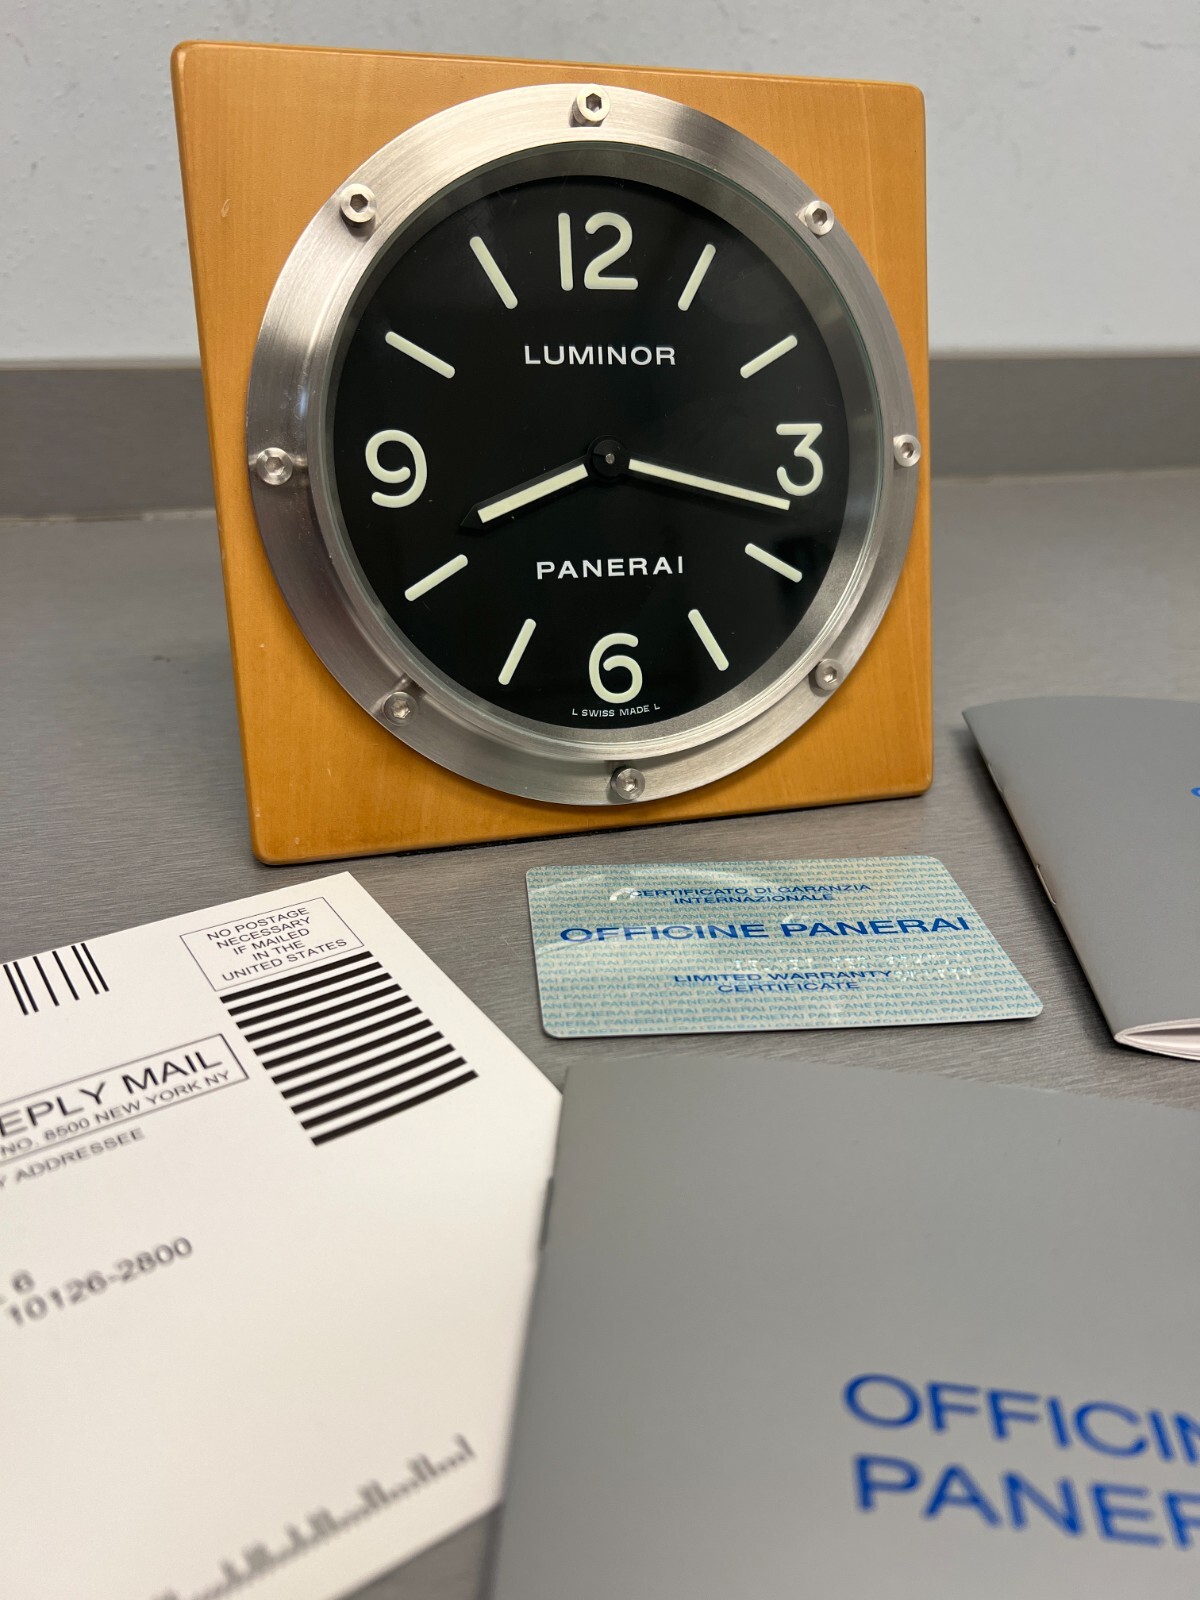 12
LUMINOR
9
3
PANERAI
6
L SWISS MADE L
CERTIFICATO DI GARANZIA
INTERNAZIONALE
OFFICINE PANERAI
LIMITED WARRANTY
CERTIFICATE
NO POSTAGE
NECESSARY
IF MAILED
IN THE
UNITED STATES
EPLY MAIL
NO. 8500 NEW YORK NY
Y ADDRESSEE
6
10126-2800
OFFICIN
PANER